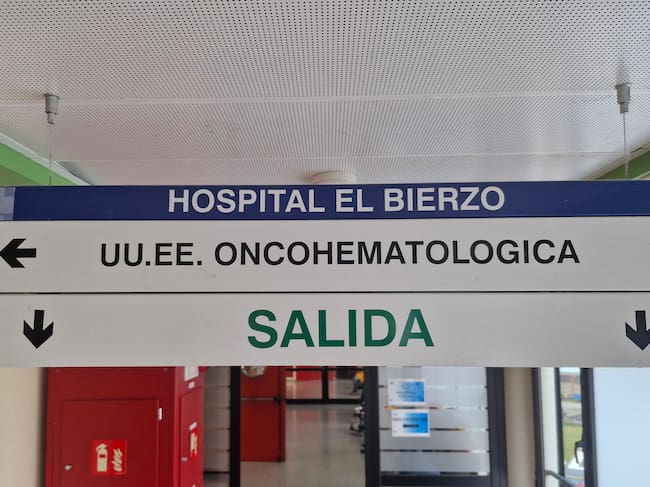 HOSPITAL EL BIERZO
UU.EE. ONCOHEMATOLOGICA
SALIDA